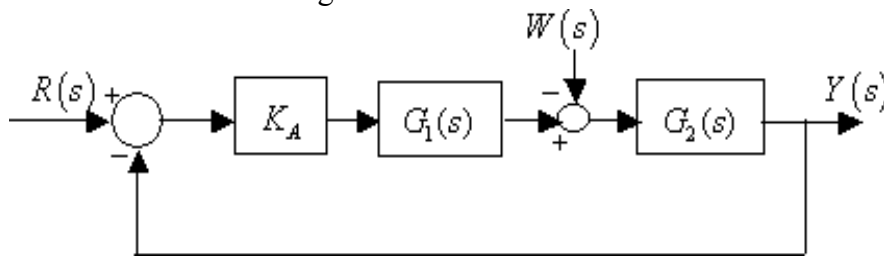 W(s)
R(s) + K_A G_1(s) − + G_2(s) Y(s)
−